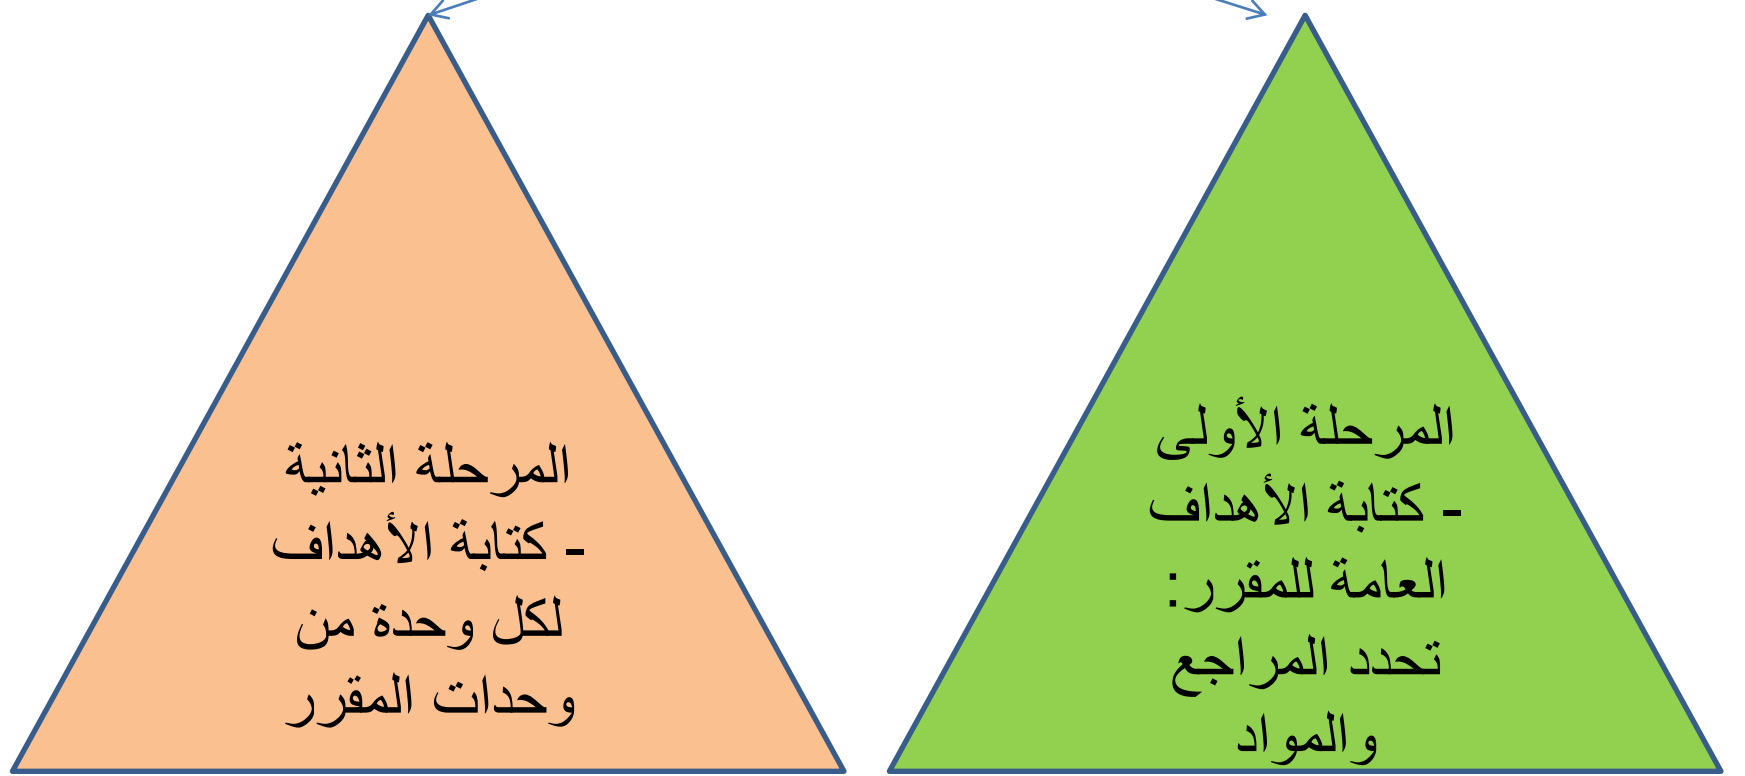 المرحلة الأولى
- كتابة الأهداف
العامة للمقرر:
تحدد المراجع
والمواد
المرحلة الثانية
- كتابة الأهداف
لكل وحدة من
وحدات المقرر